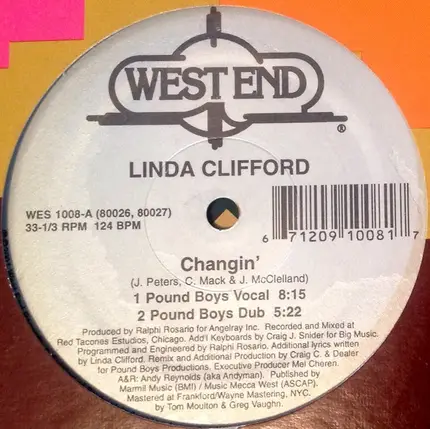 WEST END
®
LINDA CLIFFORD
WES 1008-A (80026, 80027)
33-1/3 RPM 124 BPM
6 71209 10081 7
Changin'
(J. Peters, C. Mack & J. McClelland)
1 Pound Boys Vocal 8:15
2 Pound Boys Dub 5:22
Produced by Ralphi Rosario for Angelray Inc. Recorded and Mixed at
Red Tacones Estudios, Chicago. Add'l Keyboards by Craig J. Snider for Big Music.
Programmed and Engineered by Ralphi Rosario. Additional lyrics written
by Linda Clifford. Remix and Additional Production by Craig C. & Dealer
for Pound Boys Productions, Executive Producer Mel Cheren.
A&R: Andy Reynolds (aka Andyman). Published by
Marmil Music (BMI) / Music Mecca West (ASCAP).
Mastered at Frankford/Wayne Mastering, NYC.
by Tom Moulton & Greg Vaughn.